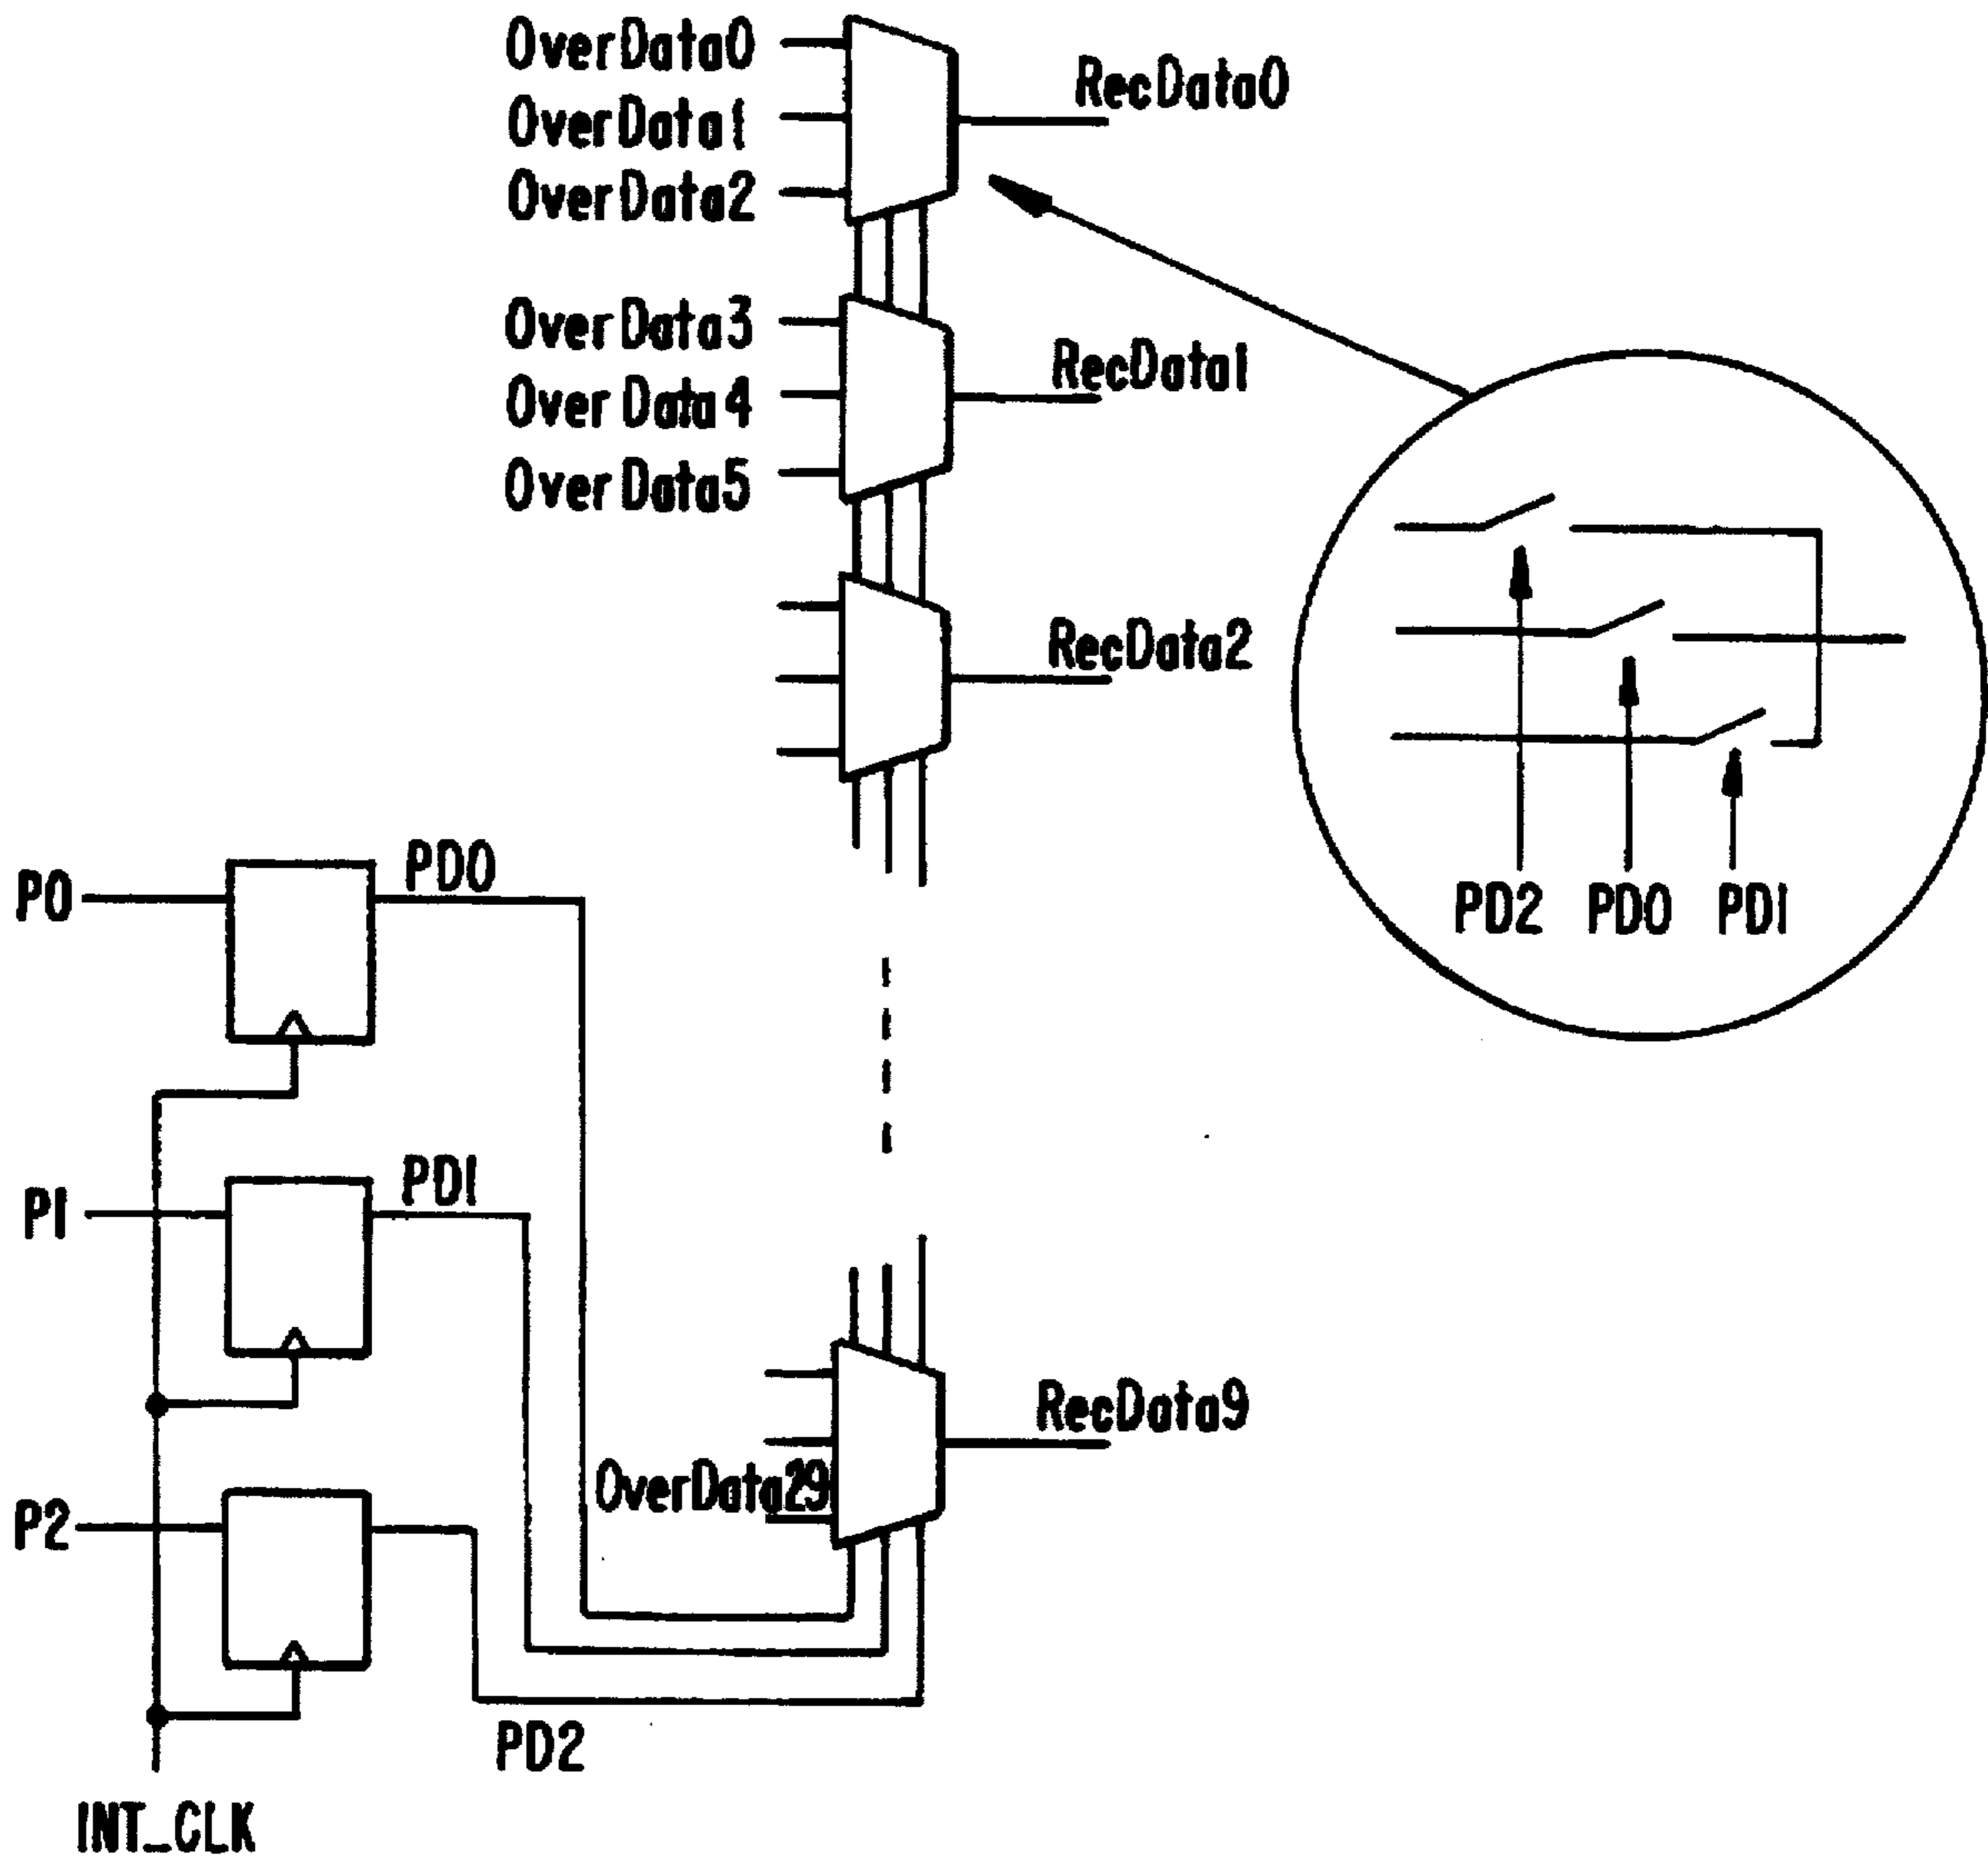 OverData0
RecData0
OverData1
OverData2
OverData3
RecData1
OverData4
OverData5
RecData2
P0
PD0
PD2 PD0 PD1
P1
PD1
RecData9
OverData29
P2
PD2
INT_CLK